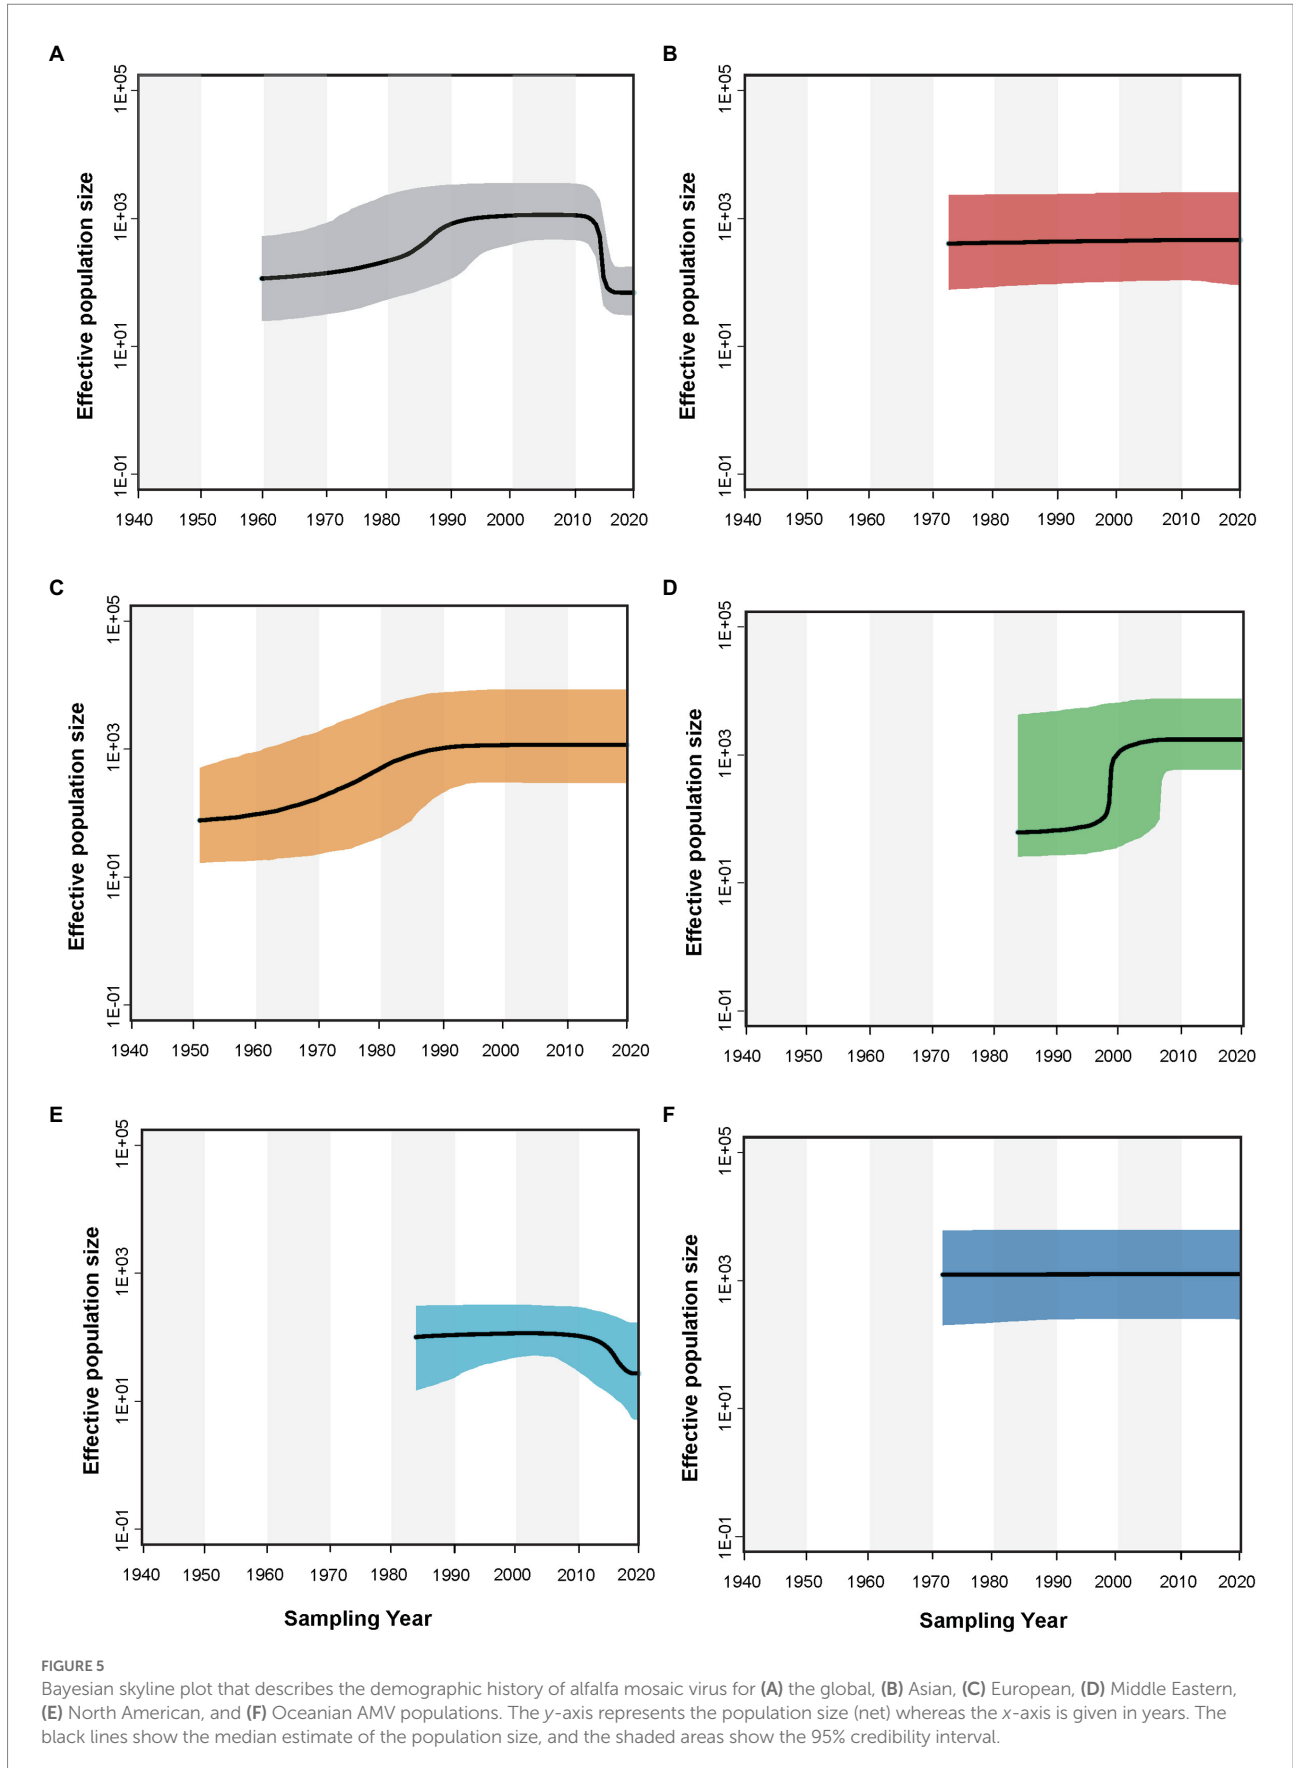 A
Effective population size
1E+05
1E+03
1E+01
1E-01
1940 1950 1960 1970 1980 1990 2000 2010 2020
B
Effective population size
1E+05
1E+03
1E+01
1E-01
1940 1950 1960 1970 1980 1990 2000 2010 2020
C
Effective population size
1E+05
1E+03
1E+01
1E-01
1940 1950 1960 1970 1980 1990 2000 2010 2020
D
Effective population size
1E+05
1E+03
1E+01
1E-01
1940 1950 1960 1970 1980 1990 2000 2010 2020
E
Effective population size
1E+05
1E+03
1E+01
1E-01
1940 1950 1960 1970 1980 1990 2000 2010 2020
Sampling Year
F
Effective population size
1E+05
1E+03
1E+01
1E-01
1940 1950 1960 1970 1980 1990 2000 2010 2020
Sampling Year
FIGURE 5
Bayesian skyline plot that describes the demographic history of alfalfa mosaic virus for (A) the global, (B) Asian, (C) European, (D) Middle Eastern,
(E) North American, and (F) Oceanian AMV populations. The y-axis represents the population size (net) whereas the x-axis is given in years. The
black lines show the median estimate of the population size, and the shaded areas show the 95% credibility interval.